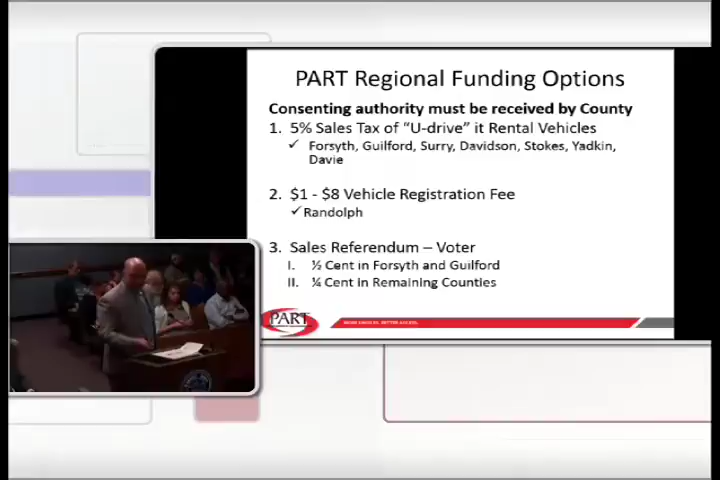 PART Regional Funding Options
Consenting authority must be received by County
1. 5% Sales Tax of "U-drive" it Rental Vehicles
✓ Forsyth, Guilford, Surry, Davidson, Stokes, Yadkin,
Davie
2. $1 - $8 Vehicle Registration Fee
✓Randolph
3. Sales Referendum – Voter
I. ½ Cent in Forsyth and Guilford
II. ¼ Cent in Remaining Counties
PART